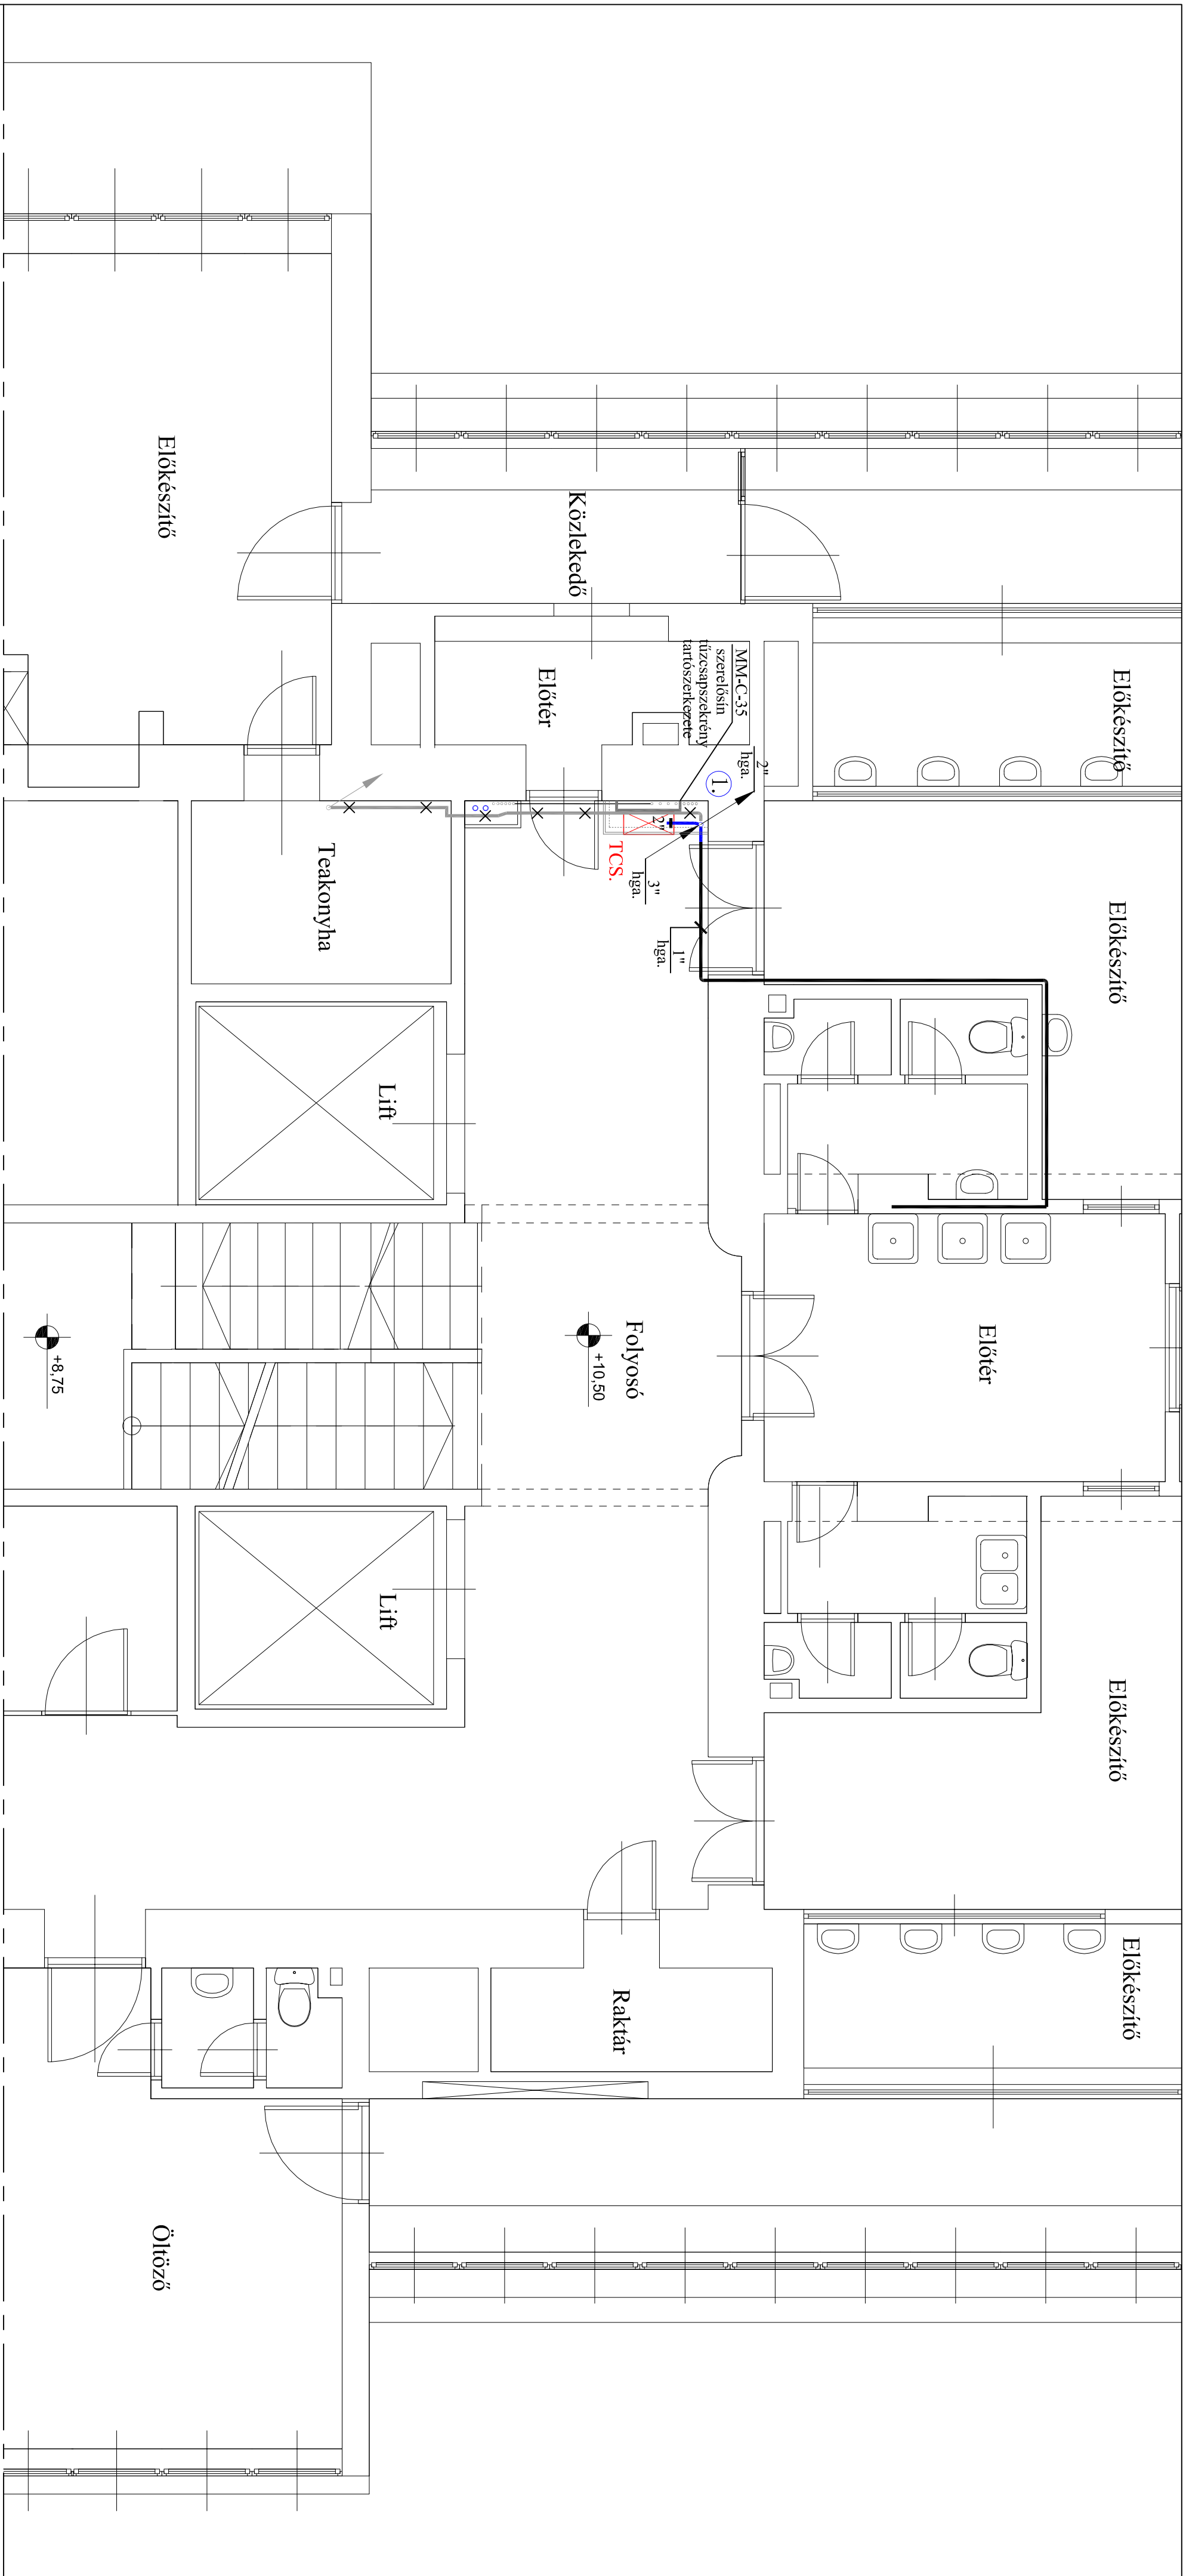 Előkészítő
Előkészítő
Előkészítő
Előkészítő
Előkészítő
Közlekedő
Előtér
MM-C-35
szerelősín
tűzcsapszekrény
tartószerkezete
2"
hga.
1.
2"
TCS.
3"
hga.
1"
hga.
Teakonyha
Lift
Előtér
Folyosó
+10,50
+8,75
Lift
Raktár
Öltöző